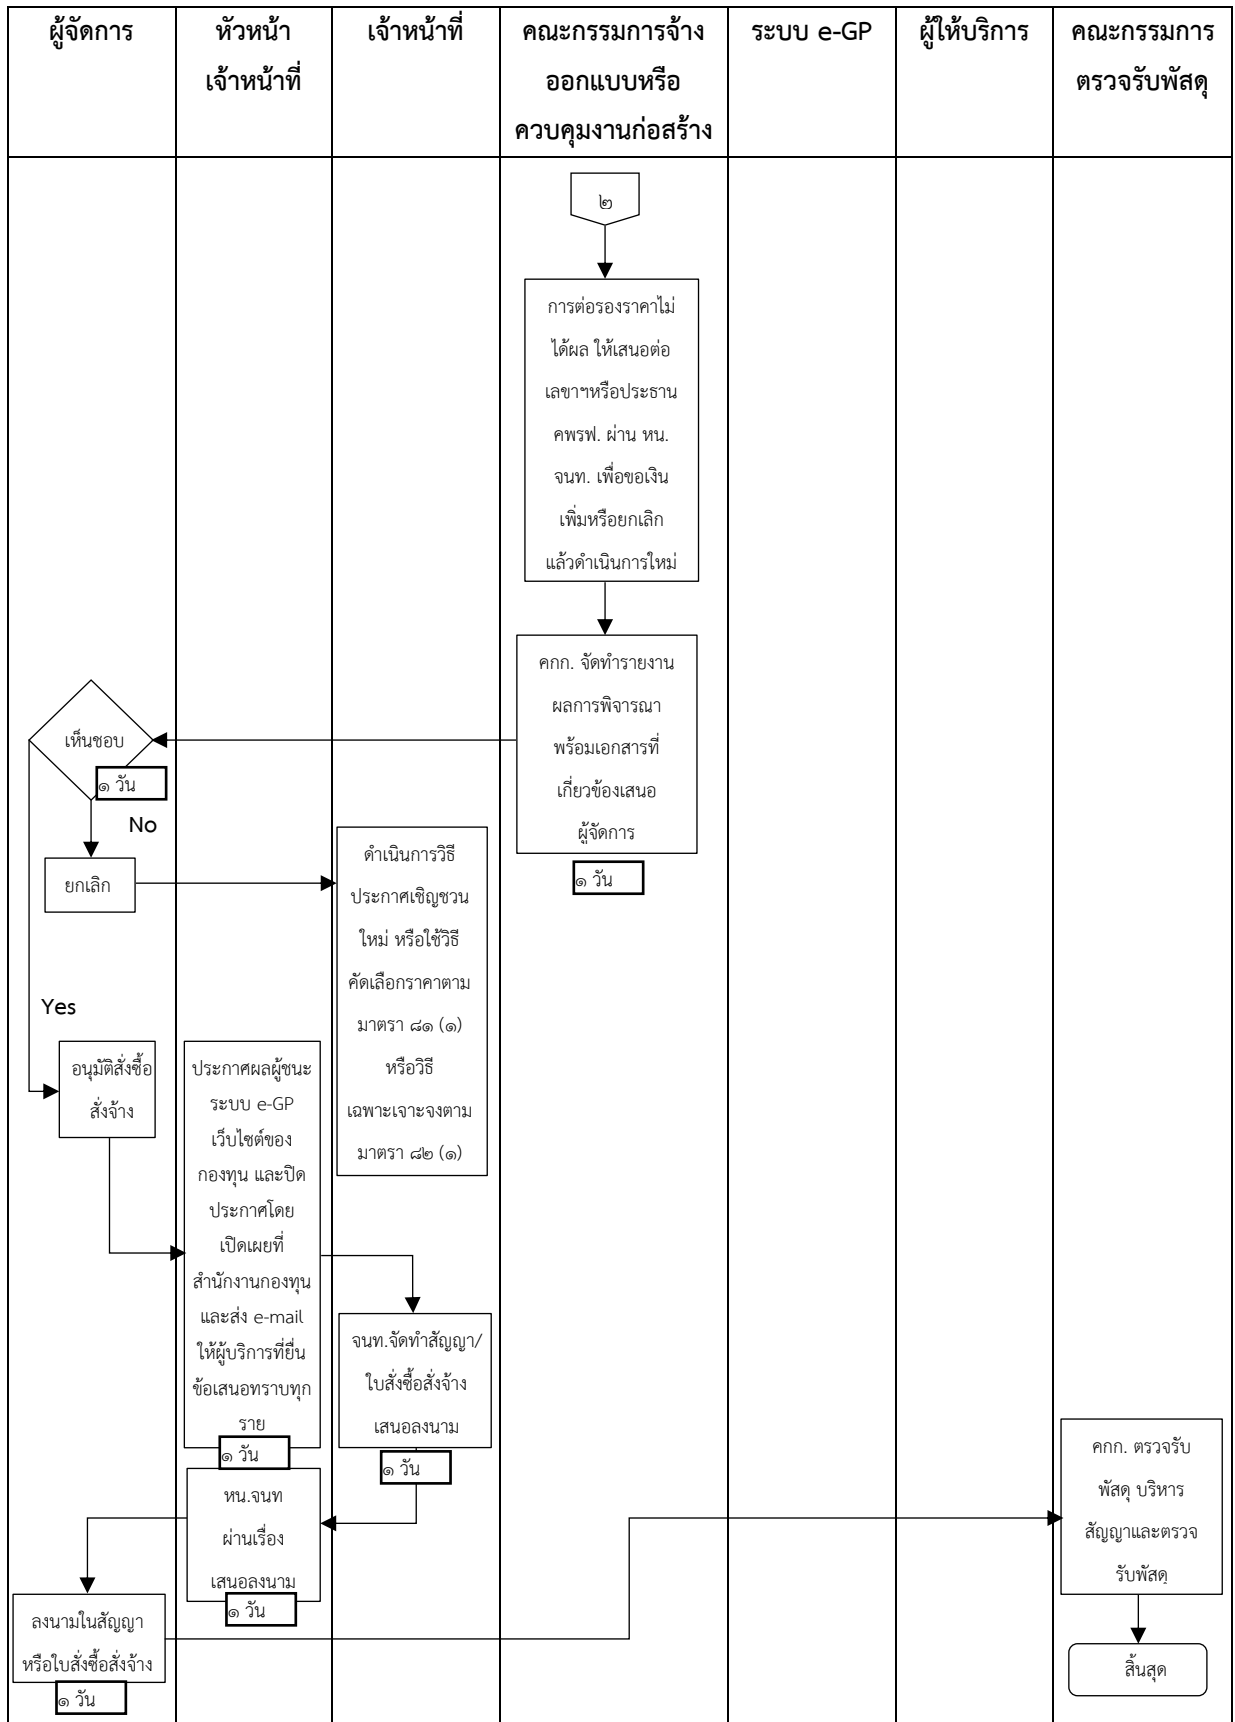 ผู้จัดการ
หัวหน้า
เจ้าหน้าที่
เจ้าหน้าที่
คณะกรรมการจ้าง
ออกแบบหรือ
ควบคุมงานก่อสร้าง
ระบบ e-GP
ผู้ให้บริการ
คณะกรรมการ
ตรวจรับพัสดุ
๒
การต่อรองราคาไม่
ได้ผล ให้เสนอต่อ
เลขาฯหรือประธาน
คพรฟ. ผ่าน หน.
จนท. เพื่อขอเงิน
เพิ่มหรือยกเลิก
แล้วดำเนินการใหม่
คกก. จัดทำรายงาน
ผลการพิจารณา
พร้อมเอกสารที่
เกี่ยวข้องเสนอ
ผู้จัดการ
๑ วัน
เห็นชอบ
๑ วัน
No
ยกเลิก
ดำเนินการวิธี
ประกาศเชิญชวน
ใหม่ หรือใช้วิธี
คัดเลือกราคาตาม
มาตรา ๘๑ (๑)
หรือวิธี
เฉพาะเจาะจงตาม
มาตรา ๘๒ (๑)
Yes
อนุมัติสั่งซื้อ
สั่งจ้าง
ประกาศผลผู้ชนะ
ระบบ e-GP
เว็บไซต์ของ
กองทุน และปิด
ประกาศโดย
เปิดเผยที่
สำนักงานกองทุน
และส่ง e-mail
ให้ผู้บริการที่ยื่น
ข้อเสนอทราบทุก
ราย
๑ วัน
จนท.จัดทำสัญญา/
ใบสั่งซื้อสั่งจ้าง
เสนอลงนาม
๑ วัน
หน.จนท
ผ่านเรื่อง
เสนอลงนาม
๑ วัน
ลงนามในสัญญา
หรือใบสั่งซื้อสั่งจ้าง
๑ วัน
คกก. ตรวจรับ
พัสดุ บริหาร
สัญญาและตรวจ
รับพัสดุ
สิ้นสุด